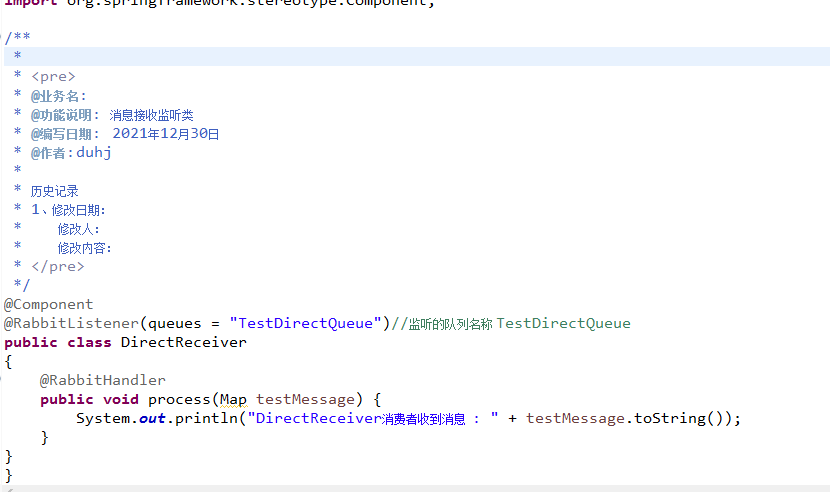 import org.springframework.stereotype.Component;
/**
 *
 * <pre>
 * @业务名:
 * @功能说明: 消息接收监听类
 * @编写日期: 2021年12月30日
 * @作者:duhj
 *
 * 历史记录
 * 1、修改日期:
 *    修改人:
 *    修改内容:
 * </pre>
 */
@Component
@RabbitListener(queues = "TestDirectQueue")//监听的队列名称 TestDirectQueue
public class DirectReceiver
{
    @RabbitHandler
    public void process(Map testMessage) {
        System.out.println("DirectReceiver消费者收到消息 : " + testMessage.toString());
    }
}
}